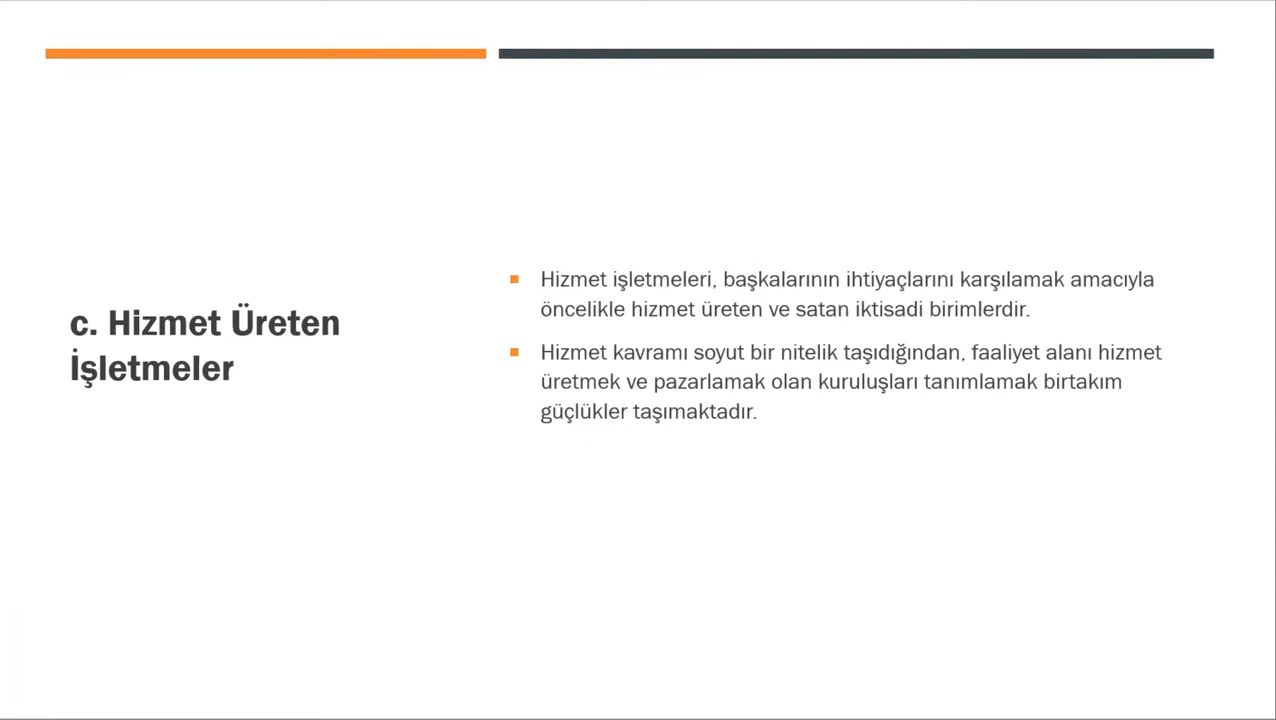 c. Hizmet Üreten
İşletmeler
Hizmet işletmeleri, başkalarının ihtiyaçlarını karşılamak amacıyla
öncelikle hizmet üreten ve satan iktisadi birimlerdir.
Hizmet kavramı soyut bir nitelik taşıdığından, faaliyet alanı hizmet
üretmek ve pazarlamak olan kuruluşları tanımlamak birtakım
güçlükler taşımaktadır.